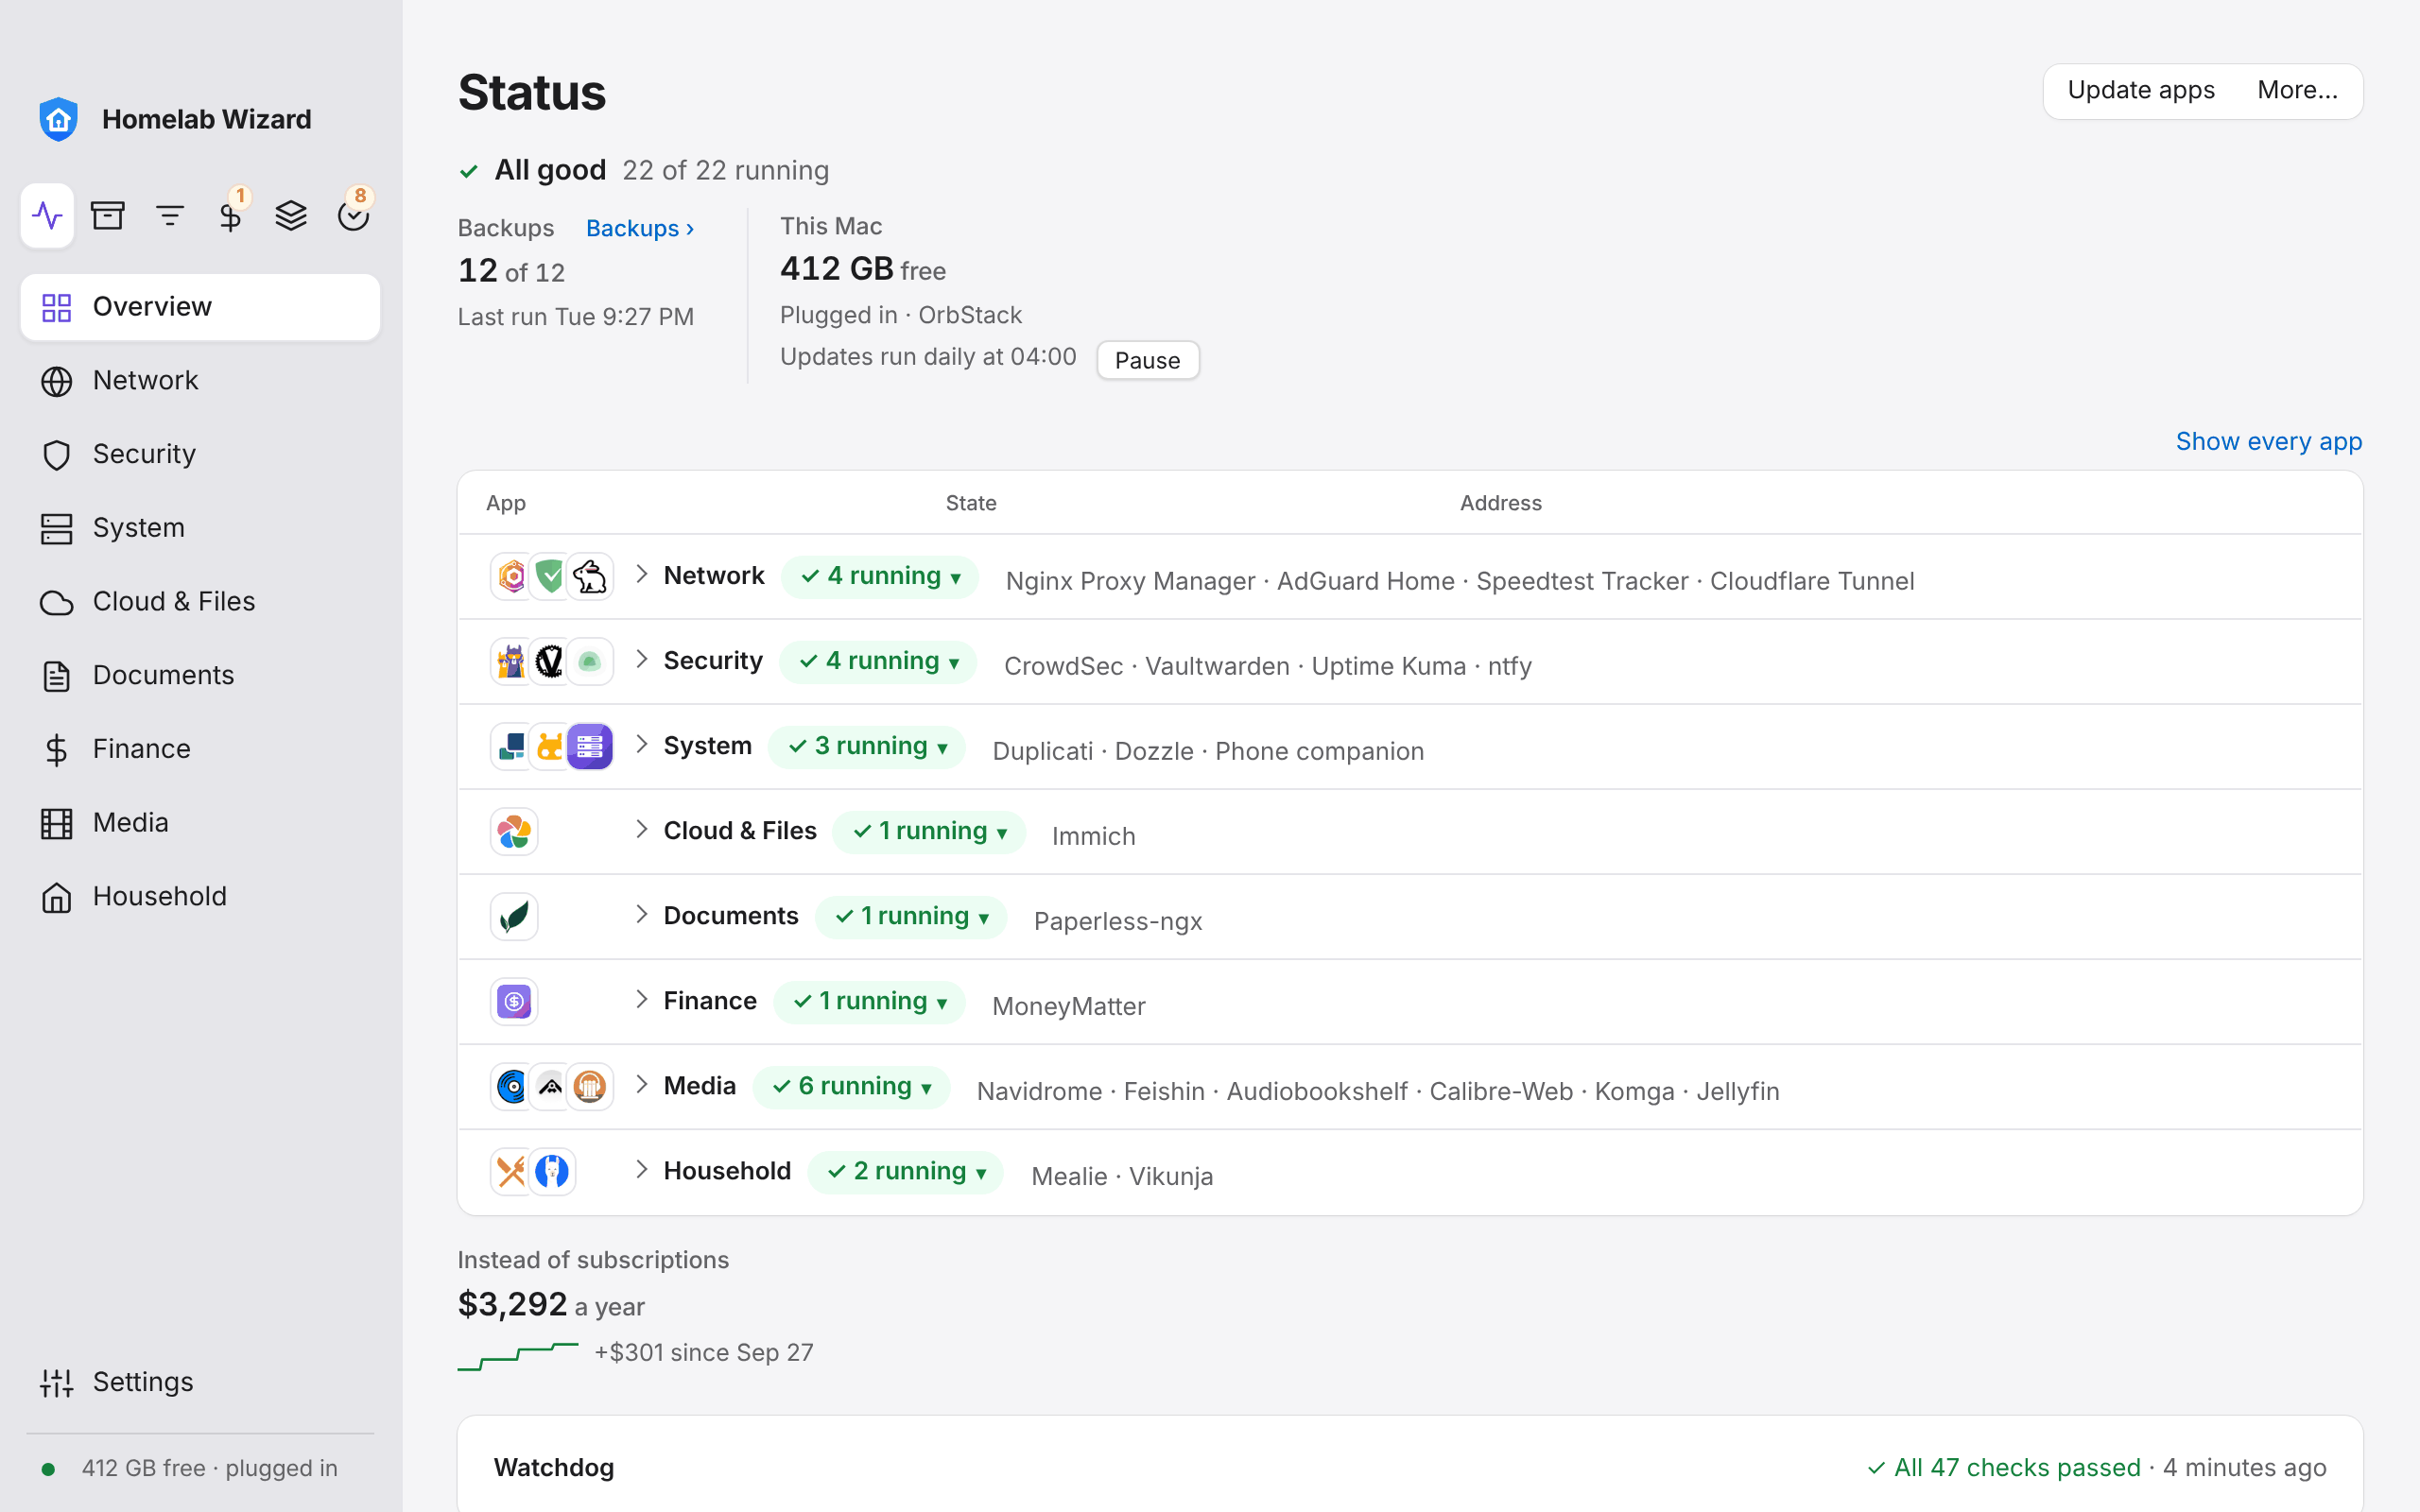 Homelab Wizard
1
8
Overview
Network
Security
System
Cloud & Files
Documents
Finance
Media
Household
Settings
412 GB free · plugged in
Status
Update apps
More...
All good 22 of 22 running
Backups Backups ›
12 of 12
Last run Tue 9:27 PM
This Mac
412 GB free
Plugged in · OrbStack
Updates run daily at 04:00 Pause
Show every app
App State Address
Network 4 running ▾ Nginx Proxy Manager · AdGuard Home · Speedtest Tracker · Cloudflare Tunnel
Security 4 running ▾ CrowdSec · Vaultwarden · Uptime Kuma · ntfy
System 3 running ▾ Duplicati · Dozzle · Phone companion
Cloud & Files 1 running ▾ Immich
Documents 1 running ▾ Paperless-ngx
Finance 1 running ▾ MoneyMatter
Media 6 running ▾ Navidrome · Feishin · Audiobookshelf · Calibre-Web · Komga · Jellyfin
Household 2 running ▾ Mealie · Vikunja
Instead of subscriptions
$3,292 a year
+$301 since Sep 27
Watchdog
All 47 checks passed · 4 minutes ago